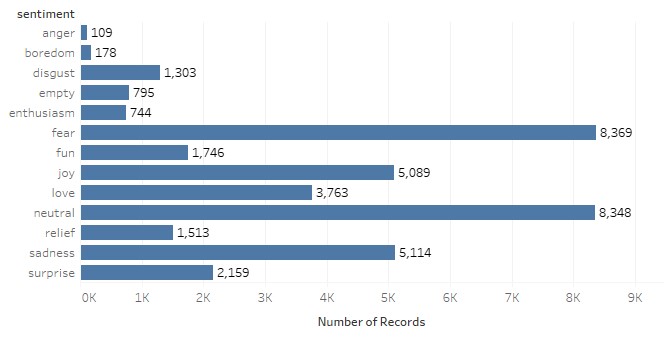 sentiment
anger 109
boredom 178
disgust 1,303
empty 795
enthusiasm 744
fear 8,369
fun 1,746
joy 5,089
love 3,763
neutral 8,348
relief 1,513
sadness 5,114
surprise 2,159
0K 1K 2K 3K 4K 5K 6K 7K 8K 9K
Number of Records